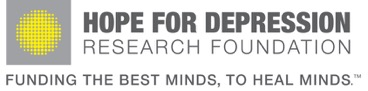 HOPE FOR DEPRESSION
RESEARCH FOUNDATION
FUNDING THE BEST MINDS, TO HEAL MINDS.™